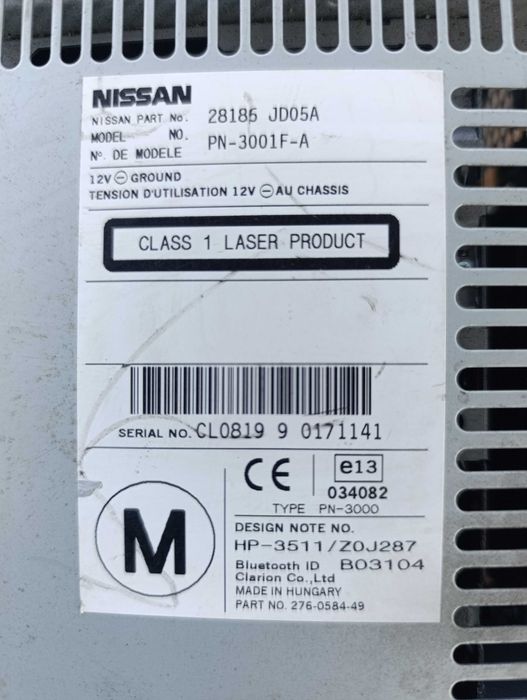 NISSAN
NISSAN PART No. 28185 JD05A
MODEL NO. PN-3001F-A
N°. DE MODELE
12V ⊖ GROUND
TENSION D'UTILISATION 12V ⊖ AU CHASSIS
CLASS 1 LASER PRODUCT
SERIAL NO. CL0819 9 0171141
CE e13
034082
TYPE PN-3000
M
DESIGN NOTE NO.
HP-3511/Z0J287
Bluetooth ID B03104
Clarion Co.,Ltd
MADE IN HUNGARY
PART NO. 276-0584-49